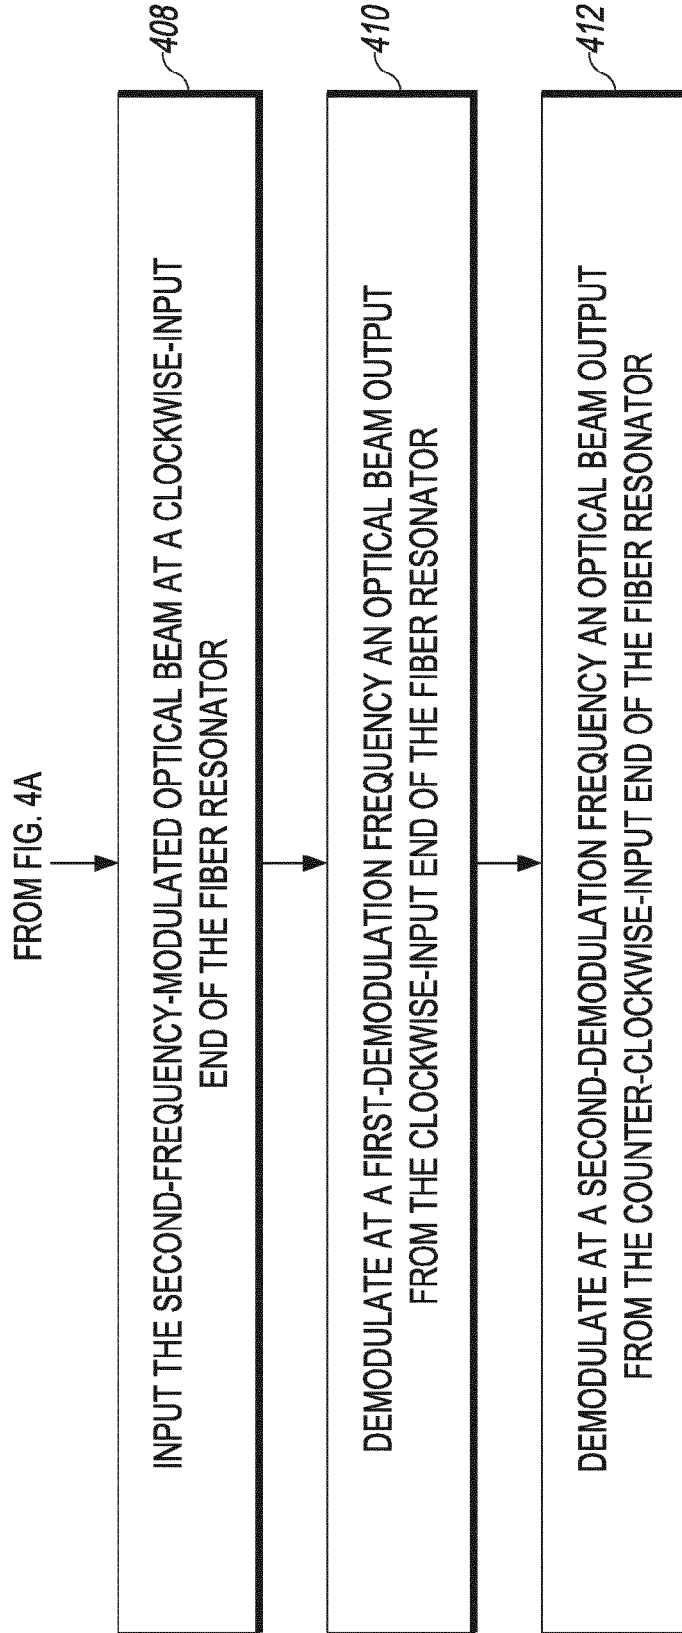 FROM FIG. 4A
408
INPUT THE SECOND-FREQUENCY-MODULATED OPTICAL BEAM AT A CLOCKWISE-INPUT
END OF THE FIBER RESONATOR
410
DEMODULATE AT A FIRST-DEMODULATION FREQUENCY AN OPTICAL BEAM OUTPUT
FROM THE CLOCKWISE-INPUT END OF THE FIBER RESONATOR
412
DEMODULATE AT A SECOND-DEMODULATION FREQUENCY AN OPTICAL BEAM OUTPUT
FROM THE COUNTER-CLOCKWISE-INPUT END OF THE FIBER RESONATOR